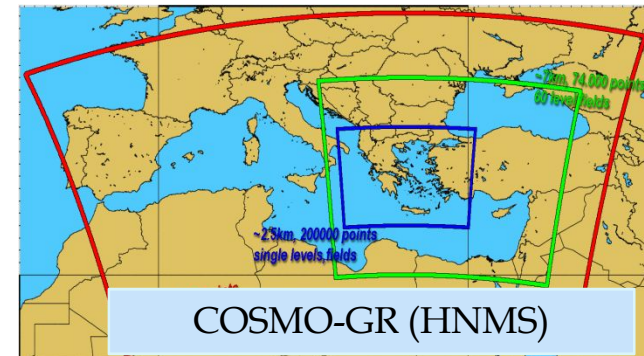 ~7km, 74.000 points
60 level fields
~2.5km, 200000 points
single levels,fields
COSMO-GR (HNMS)